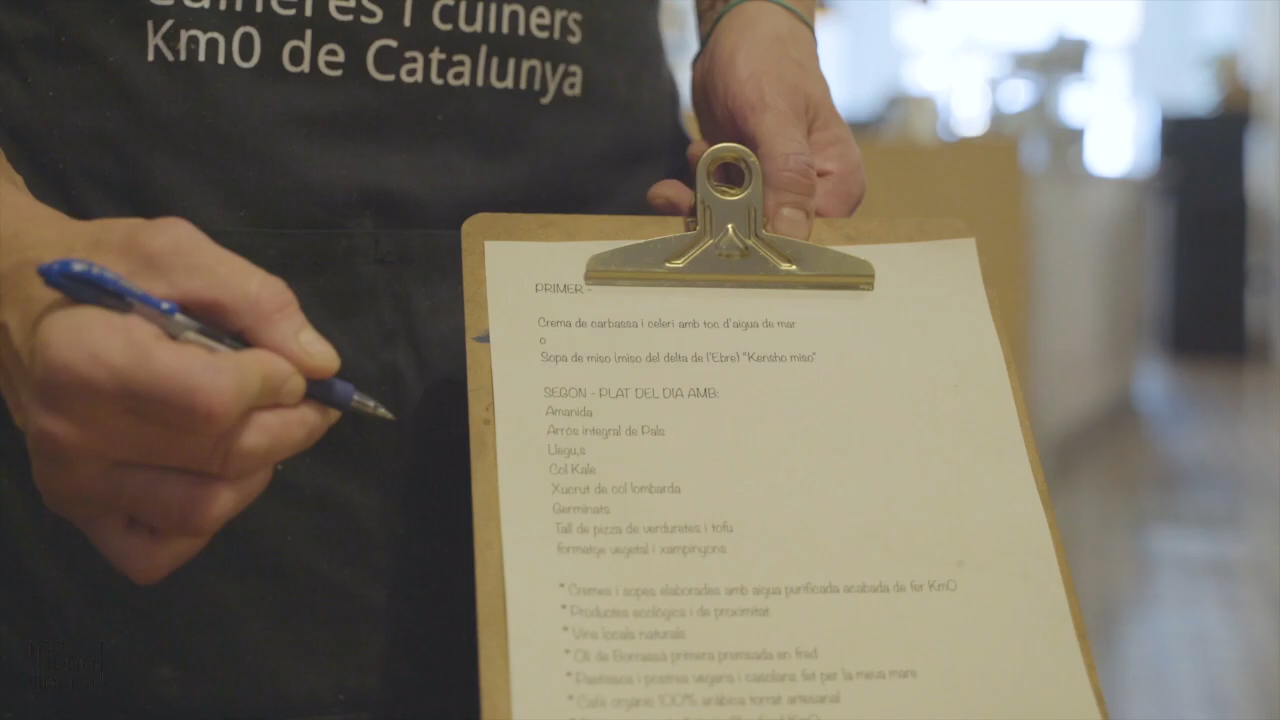 Cuineres i cuiners
Km0 de Catalunya
PRIMER -
Crema de carbassa i celeri amb toc d'aigua de mar
o
Sopa de miso (miso del delta de l'Ebre) "Kensho miso"
SEGON - PLAT DEL DIA AMB:
Amanida
Arròs integral de Pals
Llegu,s
Col Kale
Xucrut de col lombarda
Germinats
Tall de pizza de verduretes i tofu
formatge vegetal i xampinyons
* Cremes i sopes elaborades amb aigua purificada acabada de fer Km0
* Productes ecològics i de proximitat
* Vins locals naturals
* Oli de Borrassà primera premsada en fred
* Pastissos i postres vegans i casolans fet per la meva mare
* Cafè orgànic 100% aràbica torrat artesanal